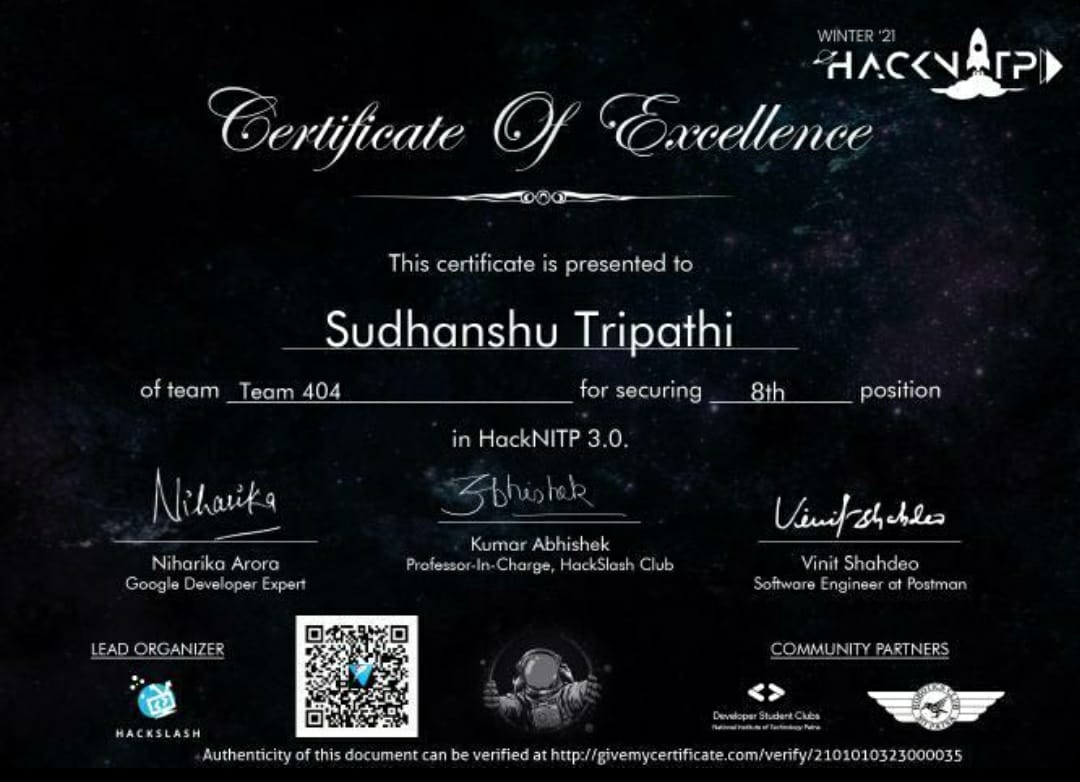 WINTER '21
HACKNITP
Certificate Of Excellence
This certificate is presented to
Sudhanshu Tripathi
of team Team 404 for securing 8th position
in HackNITP 3.0.
Niharika
Abhishek
Vinit Shahdeo
Niharika Arora
Google Developer Expert
Kumar Abhishek
Professor-In-Charge, HackSlash Club
Vinit Shahdeo
Software Engineer at Postman
LEAD ORGANIZER
HACKSLASH
COMMUNITY PARTNERS
Developer Student Clubs
National Institute of Technology Patna
Authenticity of this document can be verified at http://givemycertificate.com/verify/2101010323000035